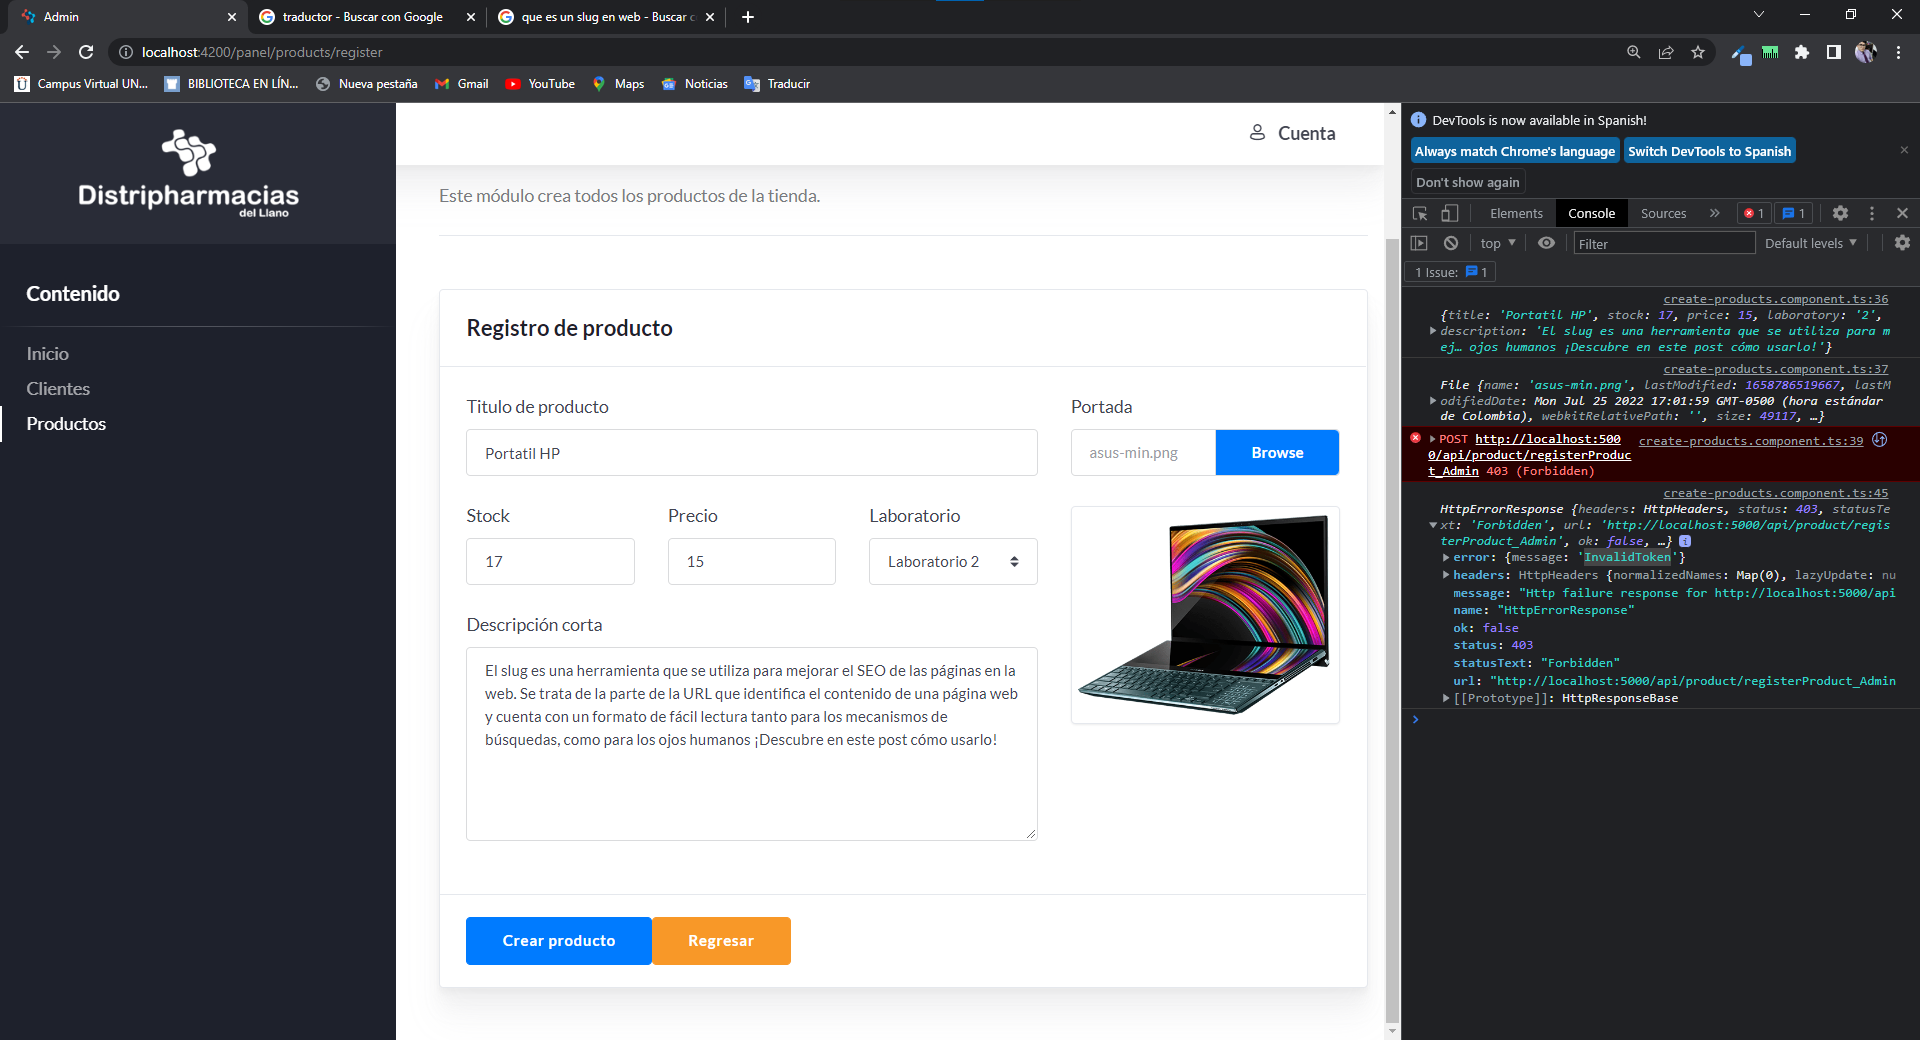 Admin
traductor - Buscar con Google
que es un slug en web - Buscar c
localhost:4200/panel/products/register
Campus Virtual UN...
BIBLIOTECA EN LÍN...
Nueva pestaña
Gmail
YouTube
Maps
Noticias
Traducir
Distripharmacias
del Llano
Contenido
Inicio
Clientes
Productos
Cuenta
Este módulo crea todos los productos de la tienda.
Registro de producto
Titulo de producto
Portatil HP
Portada
asus-min.png
Browse
Stock
Precio
Laboratorio
17
15
Laboratorio 2
Descripción corta
El slug es una herramienta que se utiliza para mejorar el SEO de las páginas en la
web. Se trata de la parte de la URL que identifica el contenido de una página web
y cuenta con un formato de fácil lectura tanto para los mecanismos de
búsquedas, como para los ojos humanos ¡Descubre en este post cómo usarlo!
Crear producto
Regresar
DevTools is now available in Spanish!
Always match Chrome's language
Switch DevTools to Spanish
Don't show again
Elements
Console
Sources
1
1
top
Filter
Default levels
1 Issue: 1
create-products.component.ts:36
{title: 'Portatil HP', stock: 17, price: 15, laboratory: '2',
description: 'El slug es una herramienta que se utiliza para m
ej… ojos humanos ¡Descubre en este post cómo usarlo!'}
create-products.component.ts:37
File {name: 'asus-min.png', lastModified: 1658786519667, lastM
odifiedDate: Mon Jul 25 2022 17:01:59 GMT-0500 (hora estándar
de Colombia), webkitRelativePath: '', size: 49117, …}
POST http://localhost:500 create-products.component.ts:39
0/api/product/registerProduc
t_Admin 403 (Forbidden)
create-products.component.ts:45
HttpErrorResponse {headers: HttpHeaders, status: 403, statusTe
xt: 'Forbidden', url: 'http://localhost:5000/api/product/regis
terProduct_Admin', ok: false, …}
error: {message: 'InvalidToken'}
headers: HttpHeaders {normalizedNames: Map(0), lazyUpdate: nu
message: "Http failure response for http://localhost:5000/api
name: "HttpErrorResponse"
ok: false
status: 403
statusText: "Forbidden"
url: "http://localhost:5000/api/product/registerProduct_Admin
[[Prototype]]: HttpResponseBase